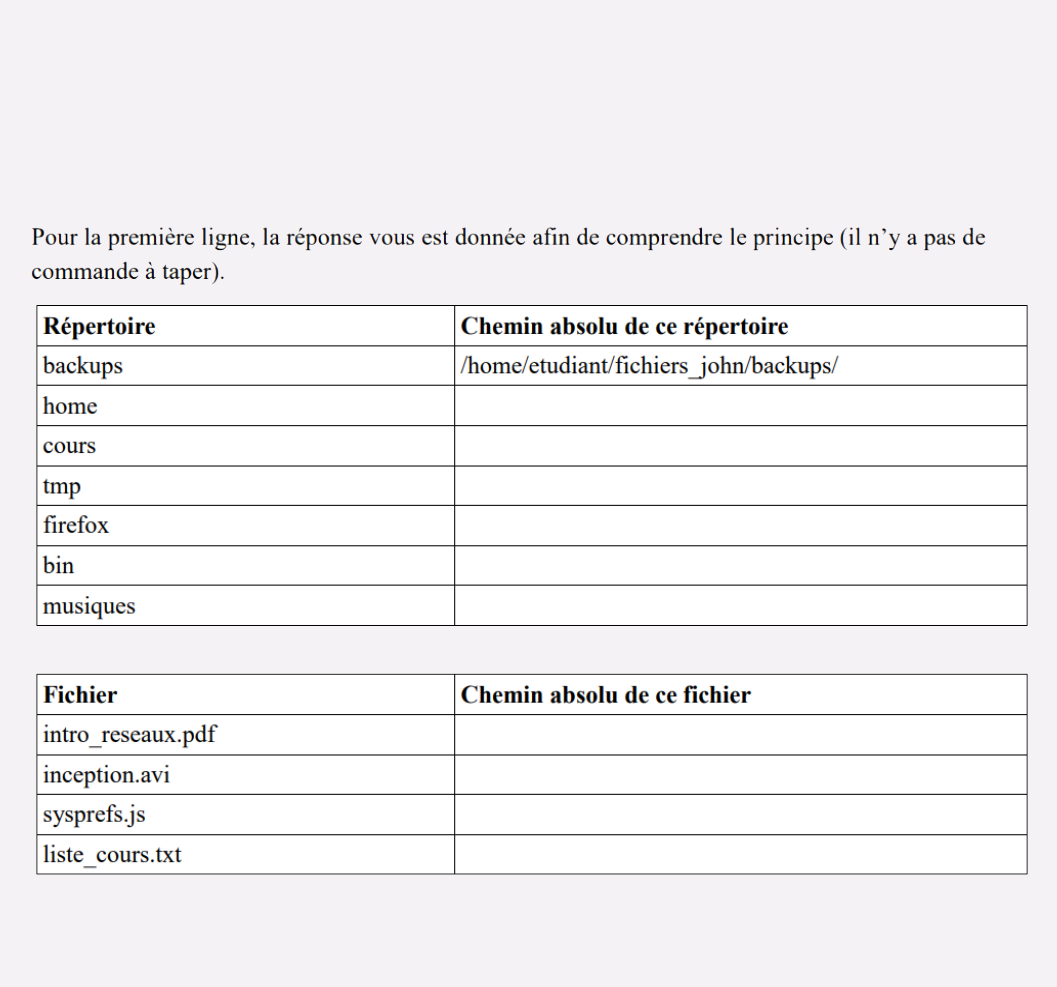 Pour la première ligne, la réponse vous est donnée afin de comprendre le principe (il n’y a pas de
commande à taper).
Répertoire Chemin absolu de ce répertoire
backups /home/etudiant/fichiers_john/backups/
home
cours
tmp
firefox
bin
musiques
Fichier Chemin absolu de ce fichier
intro_reseaux.pdf
inception.avi
sysprefs.js
liste_cours.txt